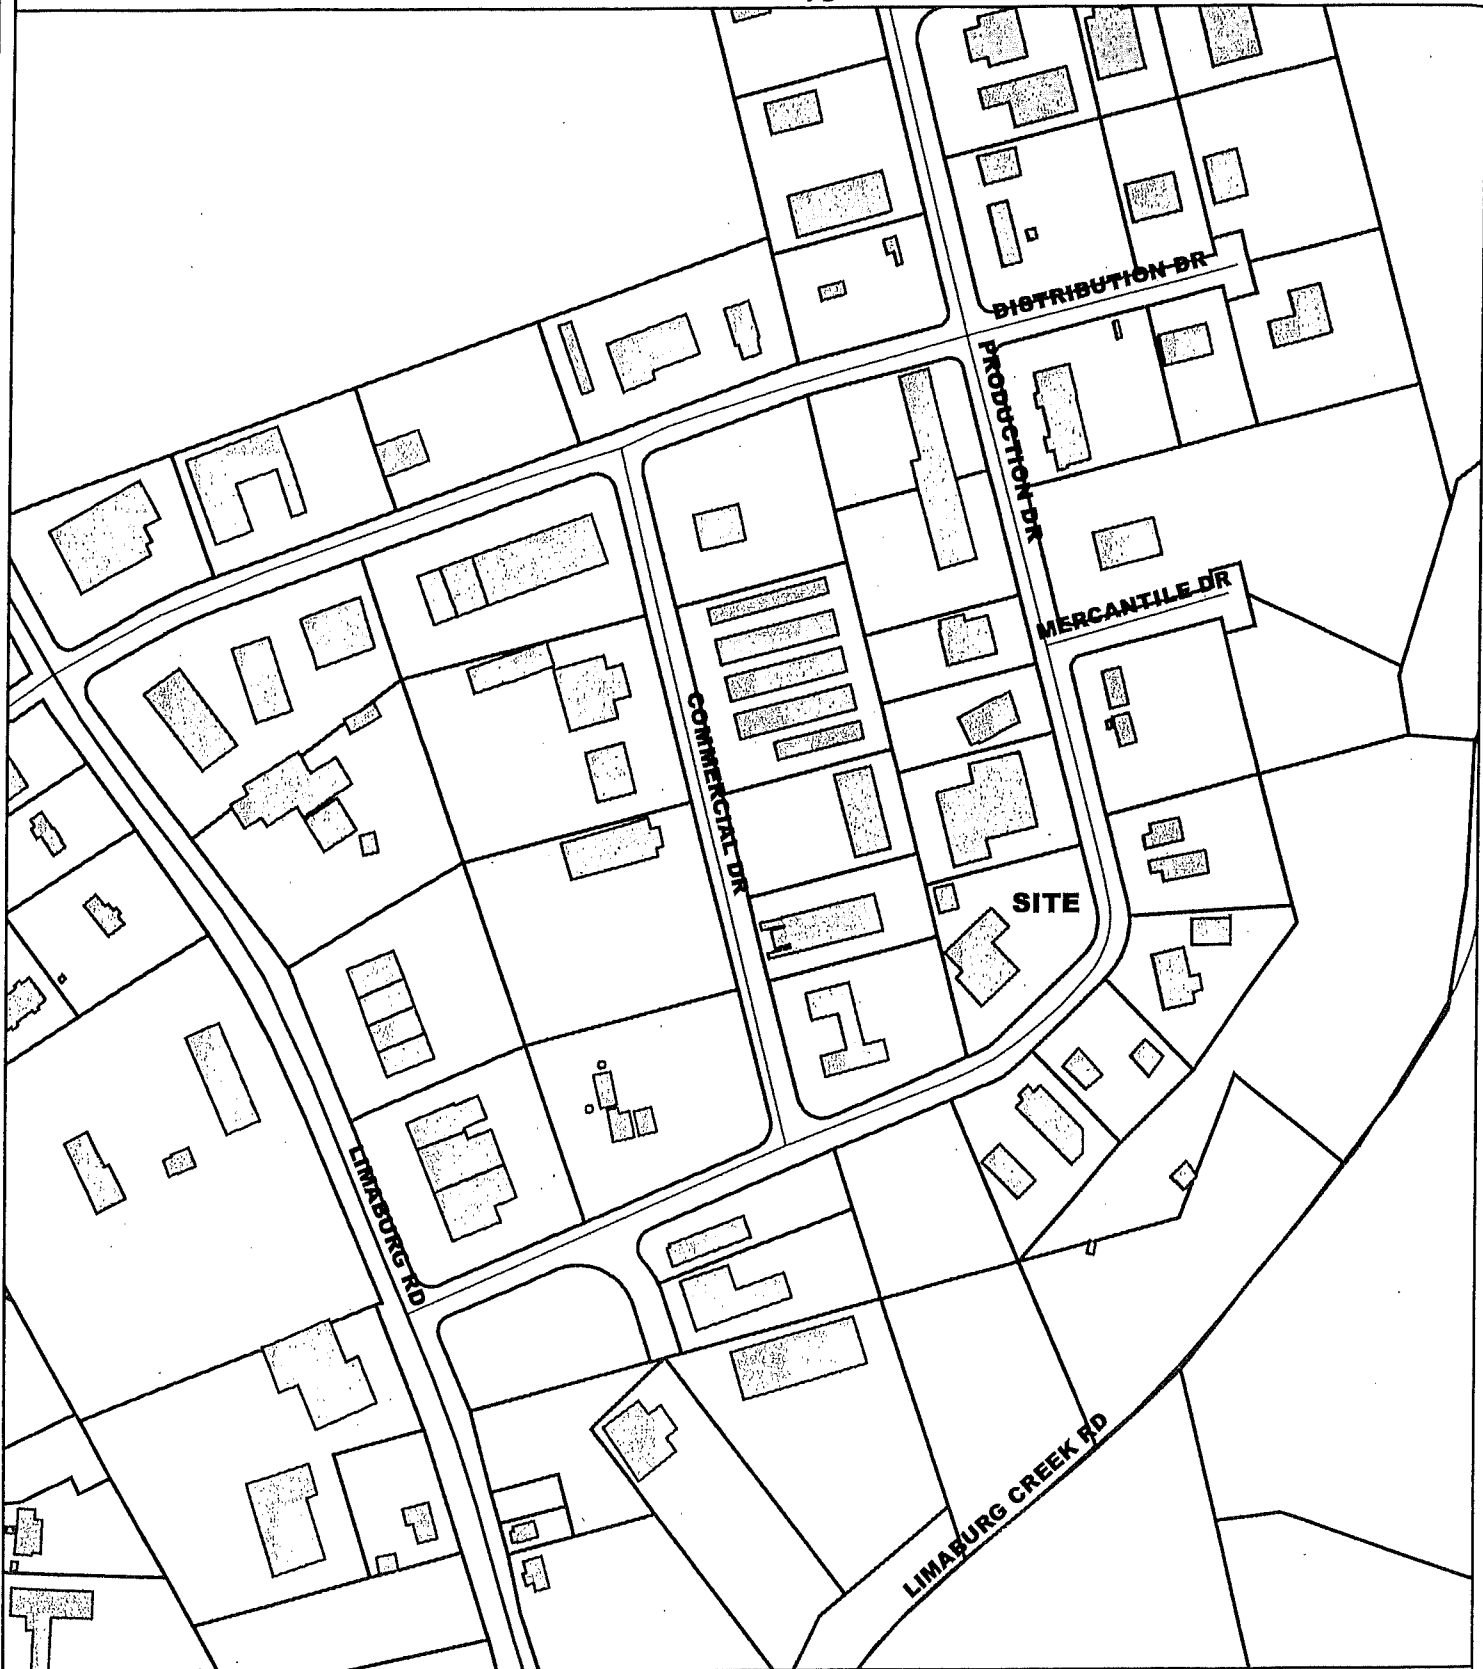 DISTRIBUTION DR
PRODUCTION DR
MERCANTILE DR
COMMERCIAL DR
SITE
LIMABURG RD
LIMABURG CREEK RD